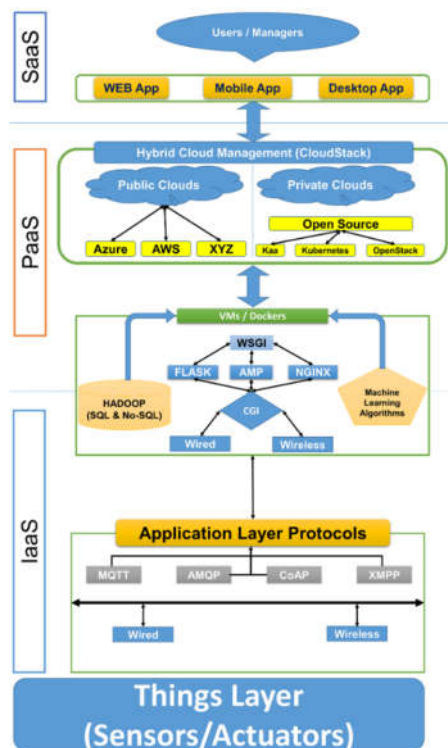 SaaS
Users / Managers
WEB App
Mobile App
Desktop App
PaaS
Hybrid Cloud Management (CloudStack)
Public Clouds
Private Clouds
Open Source
Azure
AWS
XYZ
Kaa
Kubernetes
OpenStack
VMs / Dockers
WSGI
FLASK
AMP
NGINX
HADOOP
(SQL & No-SQL)
CGI
Machine
Learning
Algorithms
Wired
Wireless
IaaS
Application Layer Protocols
MQTT
AMQP
CoAP
XMPP
Wired
Wireless
Things Layer
(Sensors/Actuators)